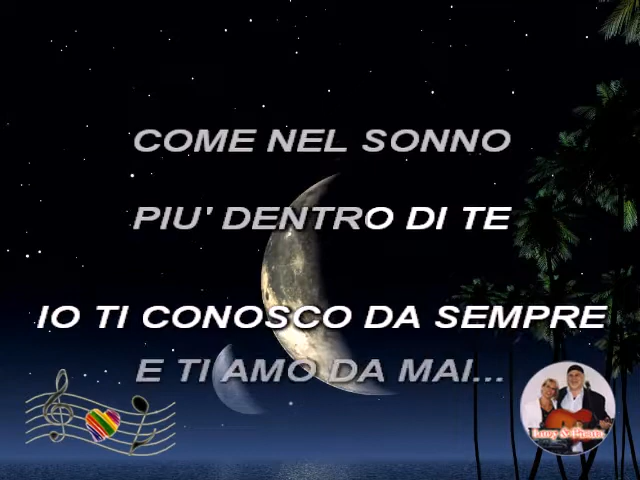 COME NEL SONNO
PIU' DENTRO DI TE
IO TI CONOSCO DA SEMPRE
E TI AMO DA MAI...